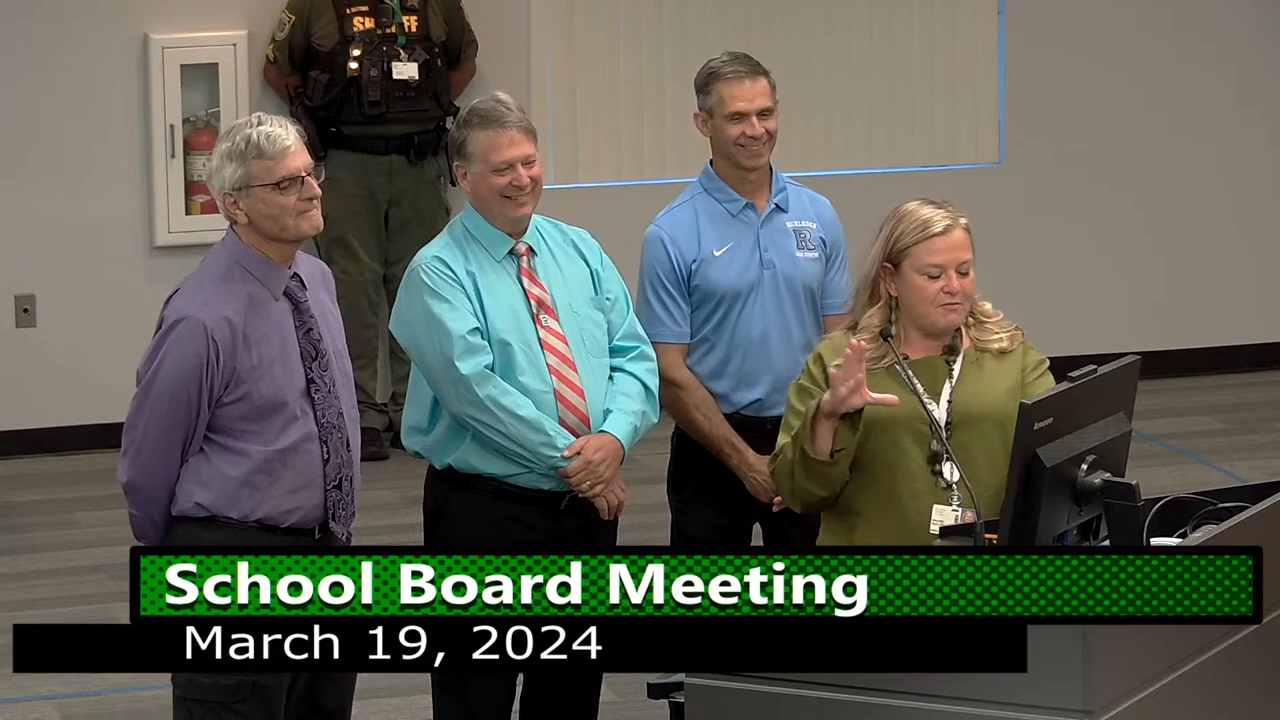 SHERIFF
R
lenovo
School Board Meeting
March 19, 2024